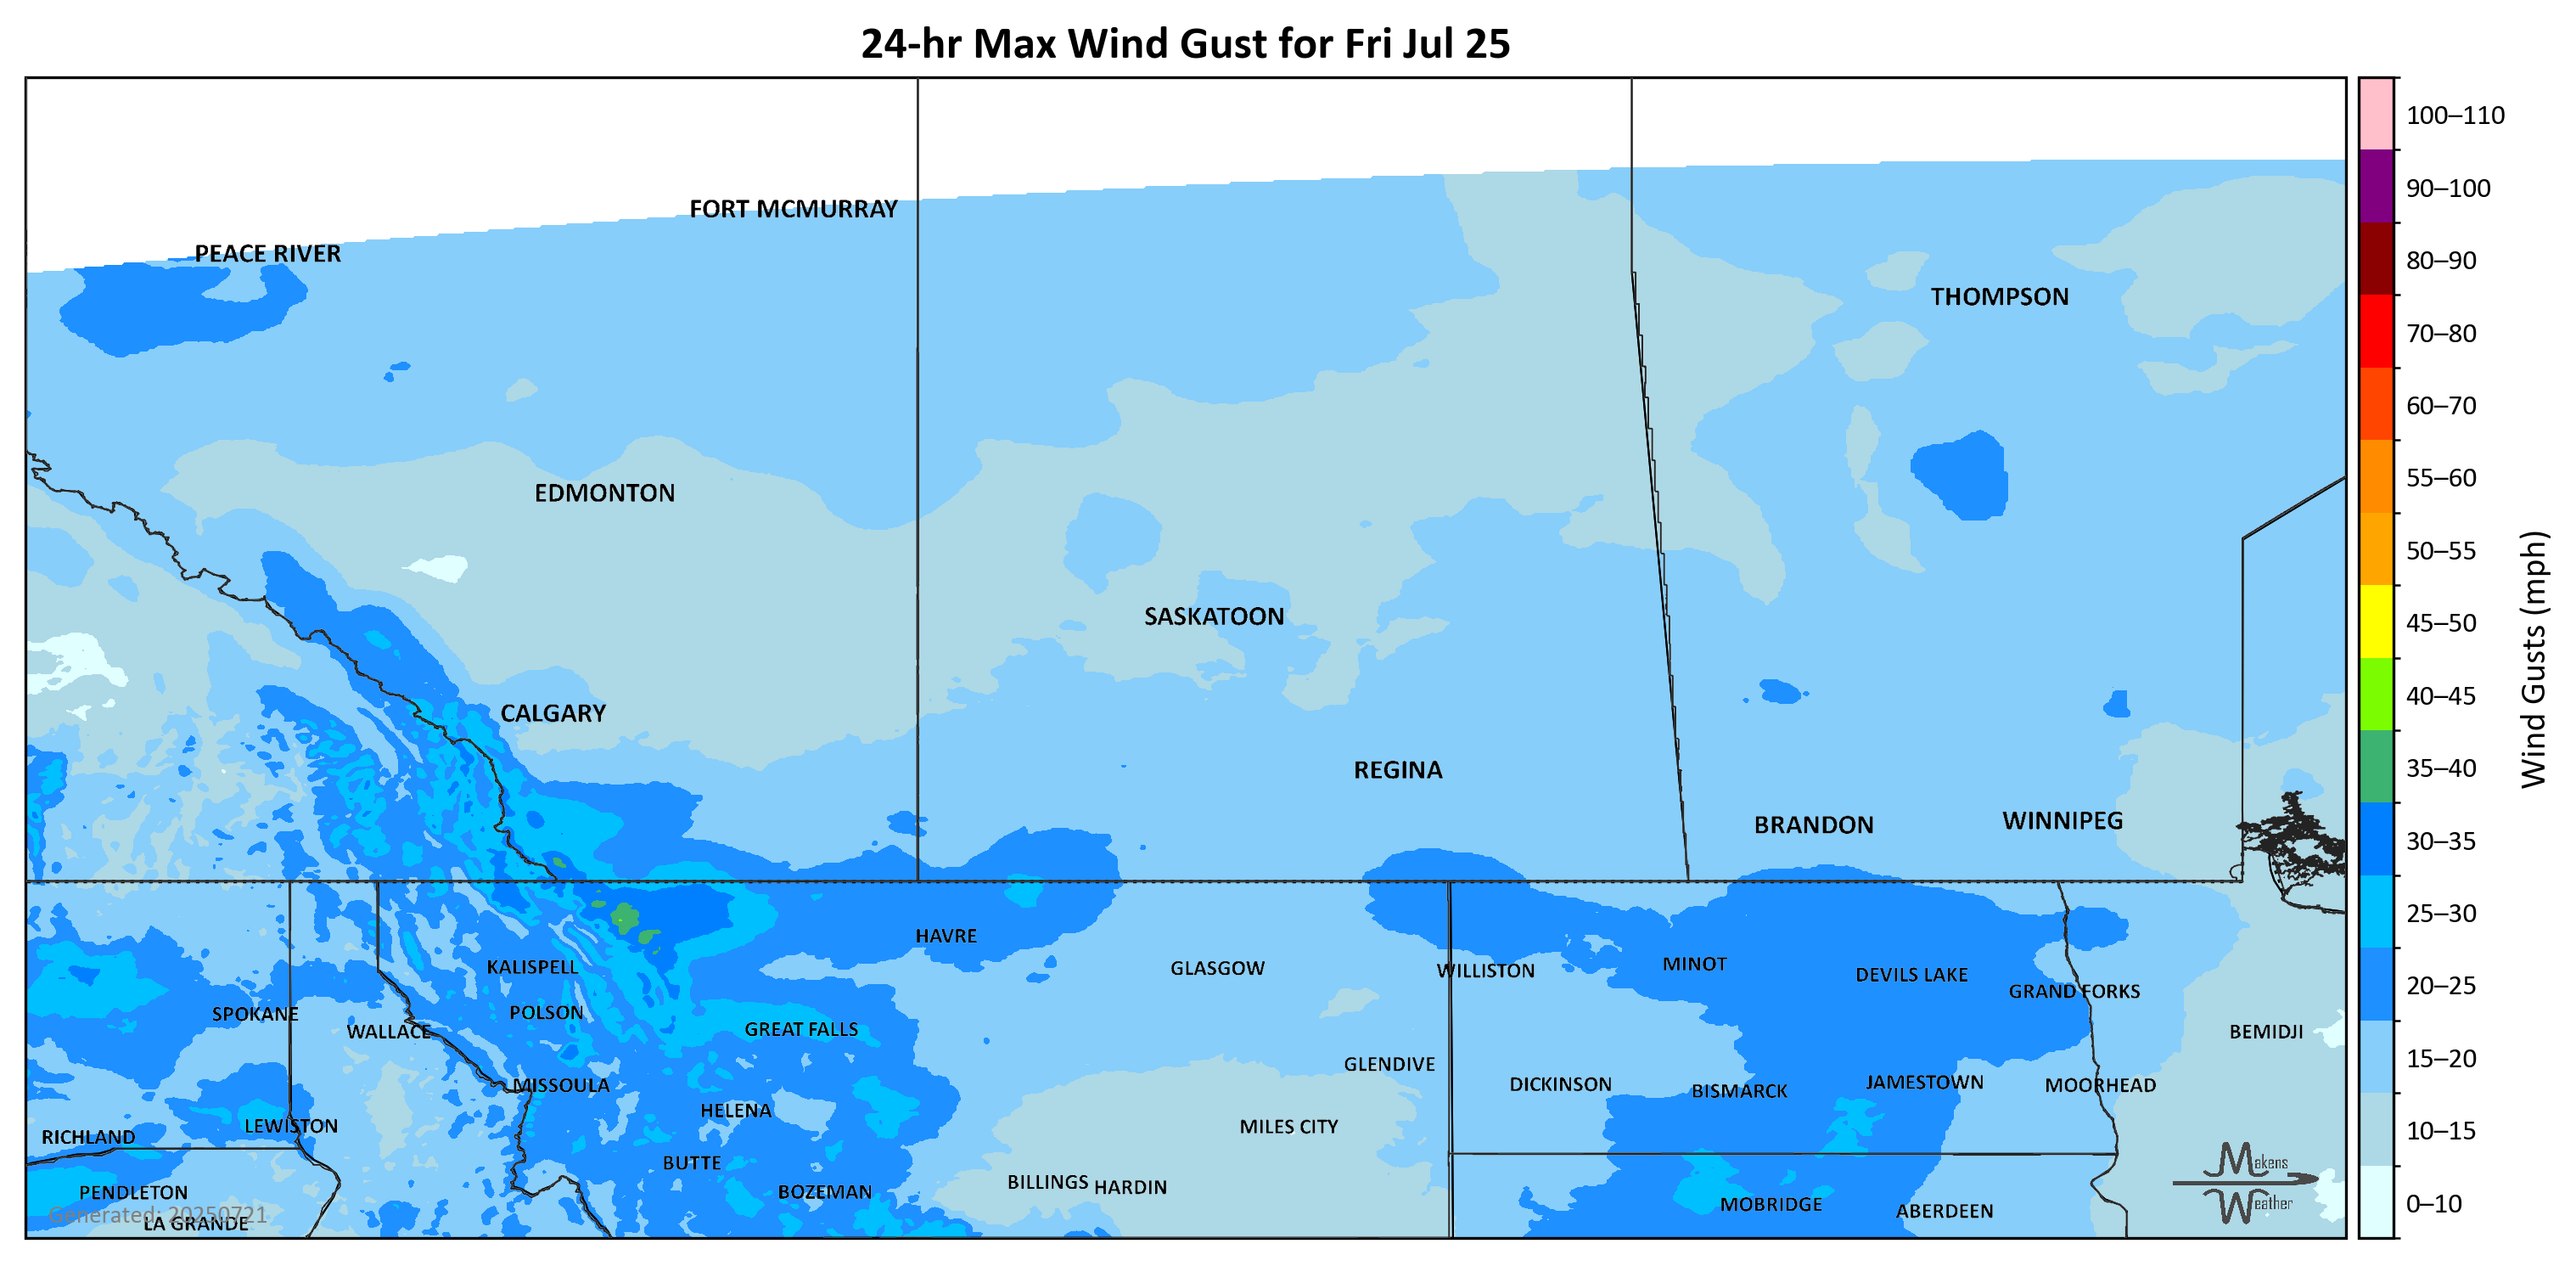 24-hr Max Wind Gust for Fri Jul 25
FORT MCMURRAY
PEACE RIVER
THOMPSON
EDMONTON
SASKATOON
CALGARY
REGINA
BRANDON
WINNIPEG
HAVRE
KALISPELL
GLASGOW
WILLISTON
MINOT
DEVILS LAKE
GRAND FORKS
SPOKANE
POLSON
WALLACE
GREAT FALLS
BEMIDJI
GLENDIVE
MISSOULA
DICKINSON
BISMARCK
JAMESTOWN
MOORHEAD
HELENA
LEWISTON
MILES CITY
RICHLAND
BUTTE
BILLINGS
HARDIN
PENDLETON
BOZEMAN
MOBRIDGE
ABERDEEN
Generated: 20250721
LA GRANDE
Makens
Weather
100–110
90–100
80–90
70–80
60–70
55–60
50–55
45–50
40–45
35–40
30–35
25–30
20–25
15–20
10–15
0–10
Wind Gusts (mph)